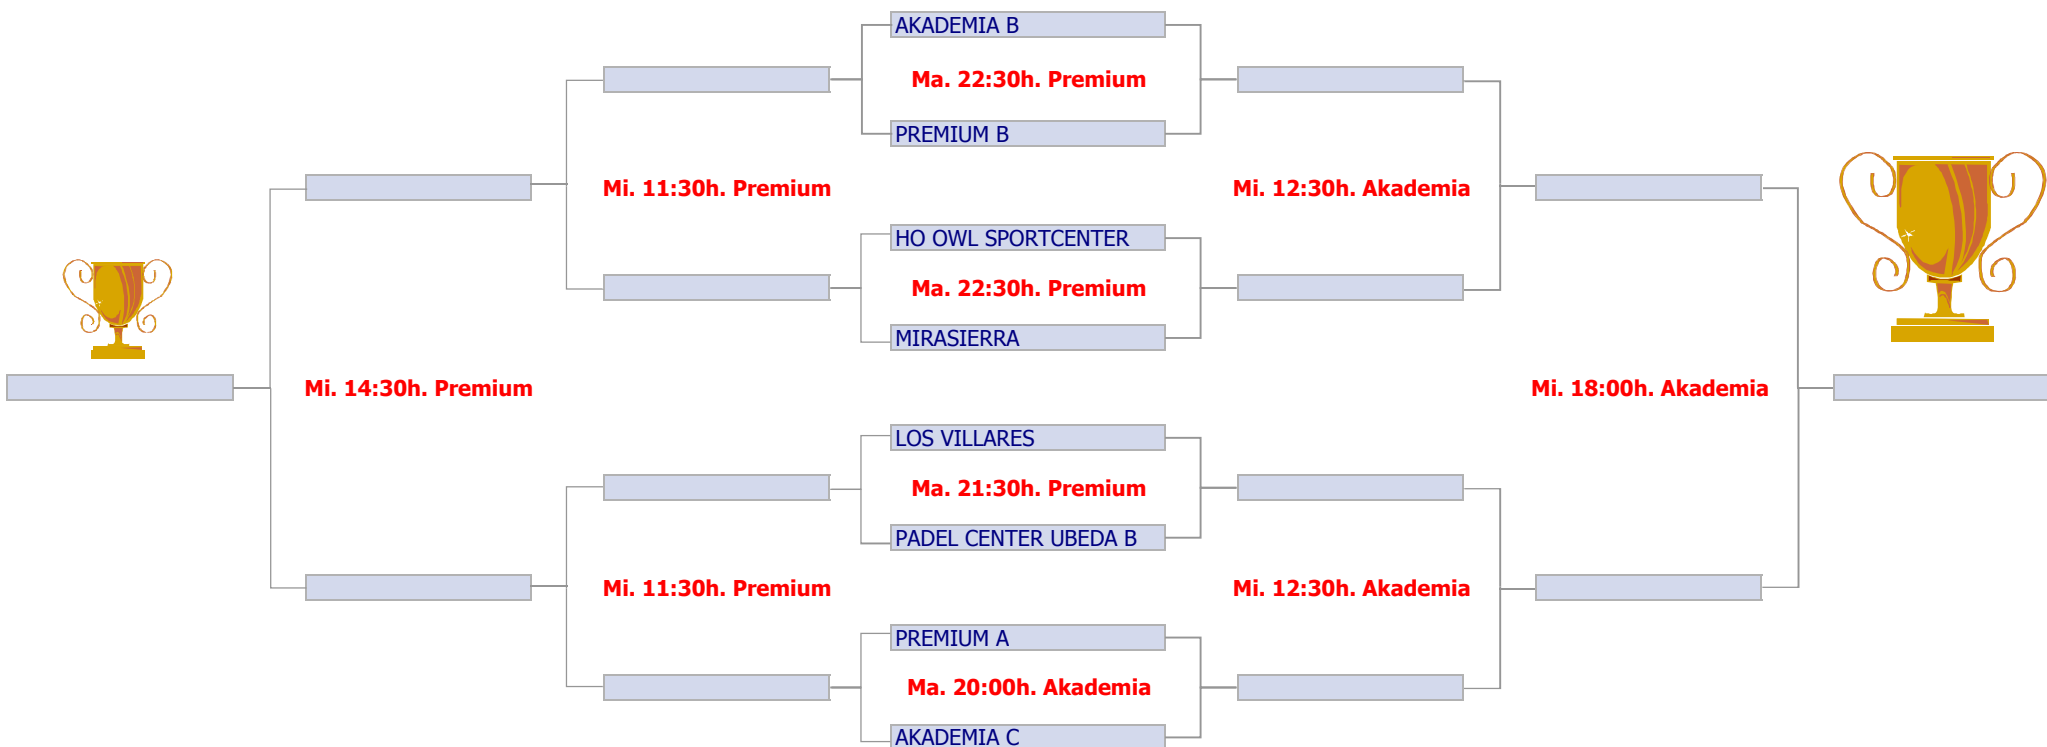 AKADEMIA B
Ma. 22:30h. Premium
PREMIUM B
Mi. 11:30h. Premium
Mi. 12:30h. Akademia
HO OWL SPORTCENTER
Ma. 22:30h. Premium
MIRASIERRA
Mi. 14:30h. Premium
Mi. 18:00h. Akademia
LOS VILLARES
Ma. 21:30h. Premium
PADEL CENTER UBEDA B
Mi. 11:30h. Premium
Mi. 12:30h. Akademia
PREMIUM A
Ma. 20:00h. Akademia
AKADEMIA C